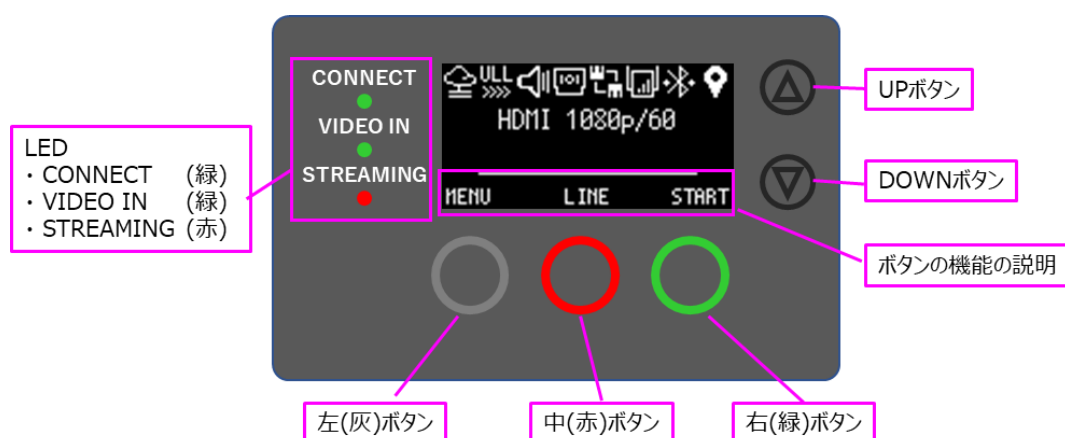 CONNECT
VIDEO IN
STREAMING
VLL
HDMI 1080p/60
MENU
LINE
START
LED
・CONNECT (緑)
・VIDEO IN (緑)
・STREAMING (赤)
UPボタン
DOWNボタン
ボタンの機能の説明
左(灰)ボタン
中(赤)ボタン
右(緑)ボタン